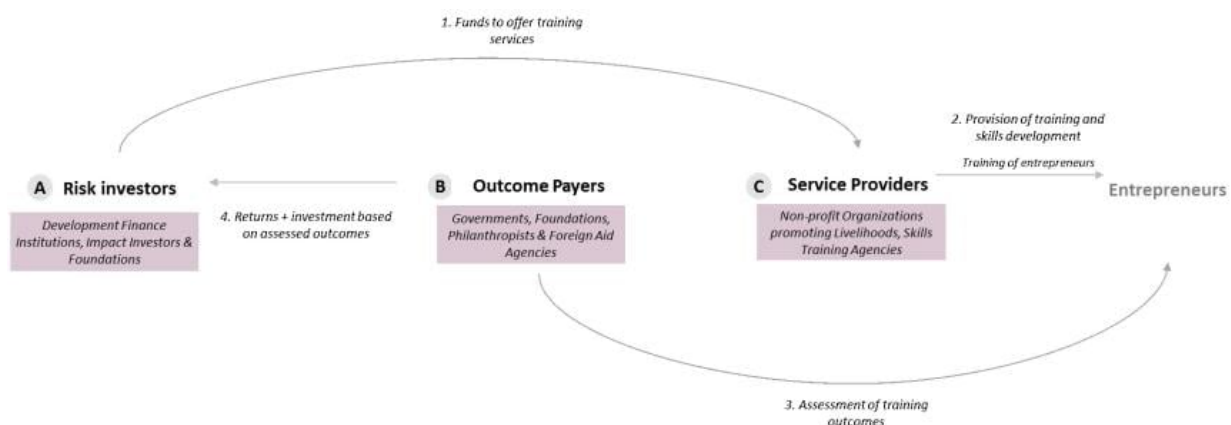 1. Funds to offer training
services
2. Provision of training and
skills development
Training of entrepreneurs
A Risk investors
B Outcome Payers
C Service Providers
Entrepreneurs
Development Finance
Institutions, Impact Investors &
Foundations
4. Returns + investment based
on assessed outcomes
Governments, Foundations,
Philanthropists & Foreign Aid
Agencies
Non-profit Organizations
promoting Livelihoods, Skills
Training Agencies
3. Assessment of training
outcomes